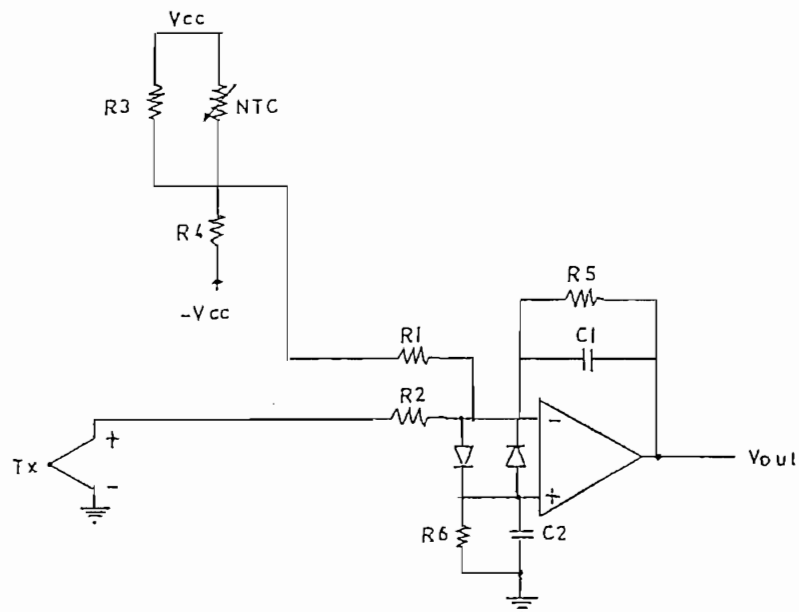 Vcc
R3
NTC
R4
-Vcc
R5
C1
R1
R2
+
-
Tx
-
+
Vout
R6
C2